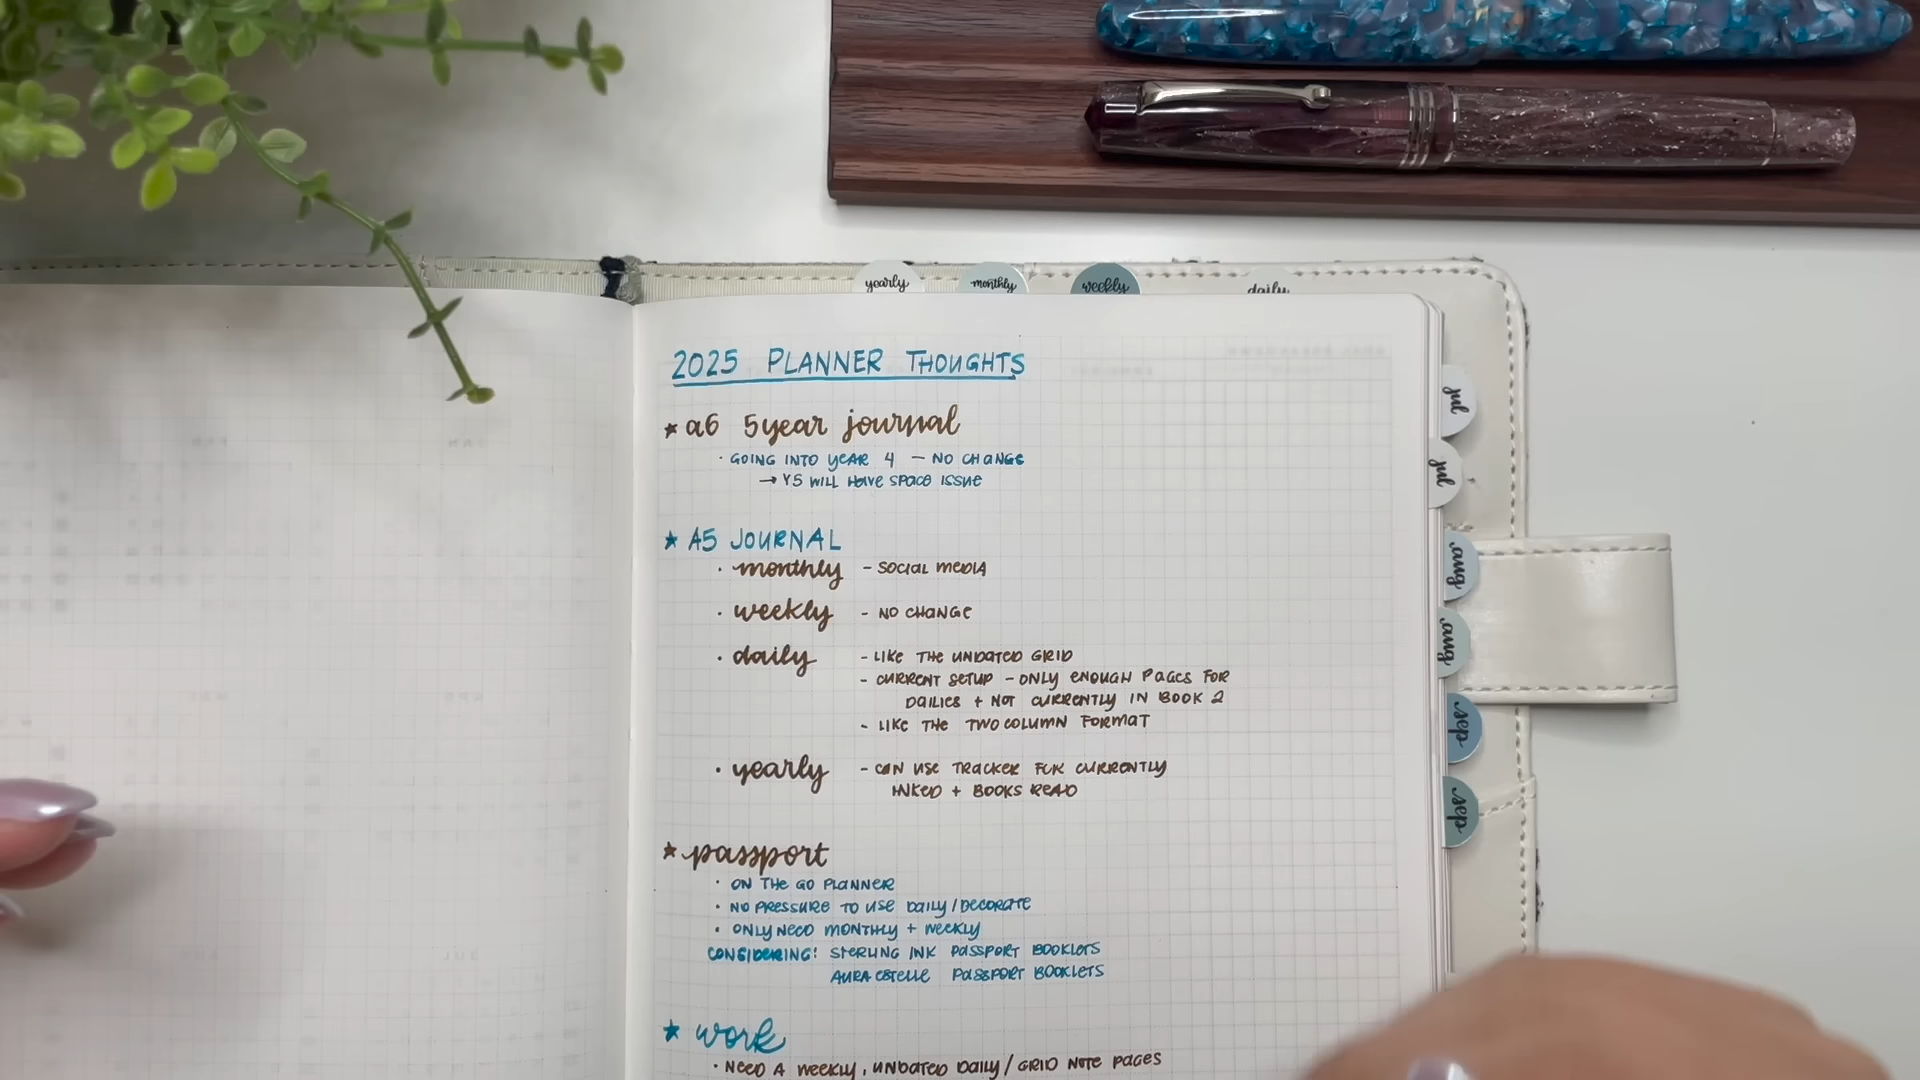 yearly
monthly
weekly
daily
2025 PLANNER THOUGHTS
★ a6 5 year journal
· GOING INTO YEAR 4 — NO CHANGE
→ Y5 WILL HAVE SPACE ISSUE
★ A5 JOURNAL
· monthly - SOCIAL MEDIA
· weekly - NO CHANGE
· daily - LIKE THE UNDATED GRID
- CURRENT SETUP - ONLY ENOUGH PAGES FOR
DAILIES + NOT CURRENTLY IN BOOK 2
- LIKE THE TWO COLUMN FORMAT
· yearly - CAN USE TRACKER FOR CURRENTLY
INKED + BOOKS READ
★ passport
· ON THE GO PLANNER
· NO PRESSURE TO USE DAILY / DECORATE
· ONLY NEED MONTHLY + WEEKLY
CONSIDERING: STERLING INK PASSPORT BOOKLETS
AURA ESTELLE PASSPORT BOOKLETS
★ work
· NEED A WEEKLY, UNDATED DAILY / GRID NOTE PAGES
jul
jul
aug
aug
sep
sep